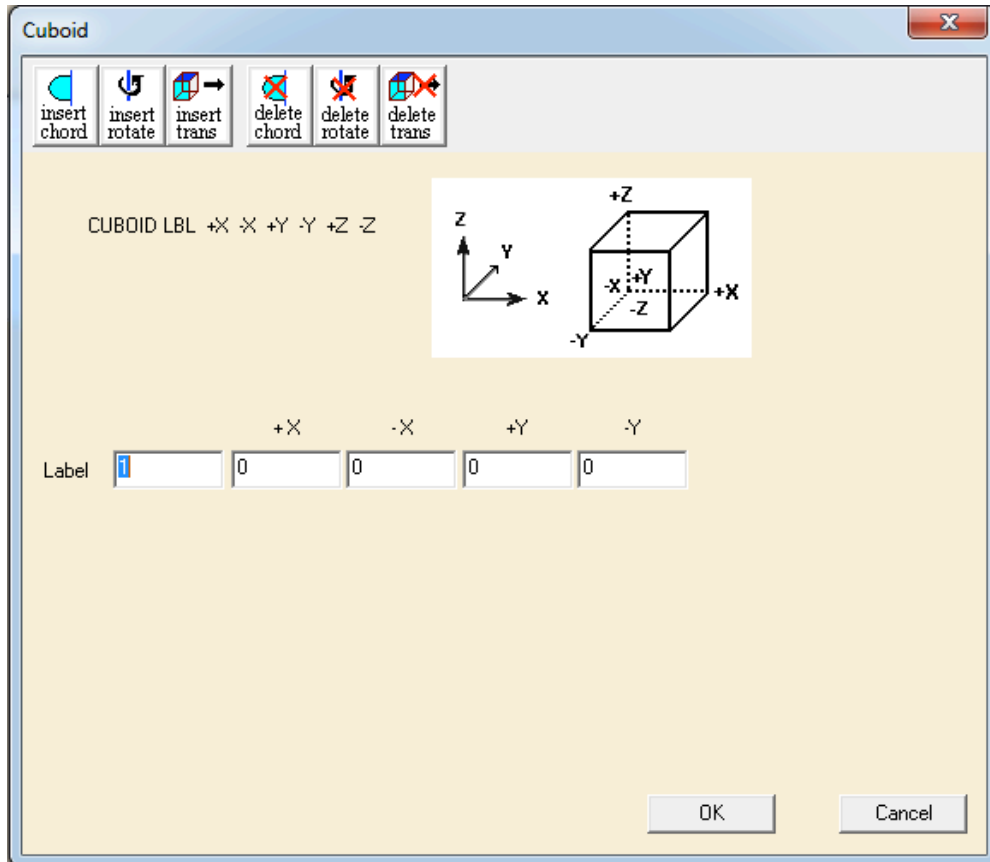 Cuboid
X
insert chord insert rotate insert trans delete chord delete rotate delete trans
CUBOID LBL +X -X +Y -Y +Z -Z
+Z
Z
Y
X
-X +Y +X
-Z
-Y
+X -X +Y -Y
Label 1 0 0 0 0
OK Cancel